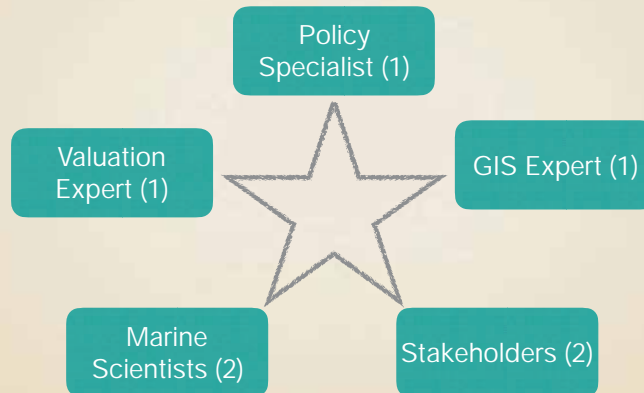 Policy
Specialist (1)
Valuation
Expert (1)
GIS Expert (1)
Marine
Scientists (2)
Stakeholders (2)